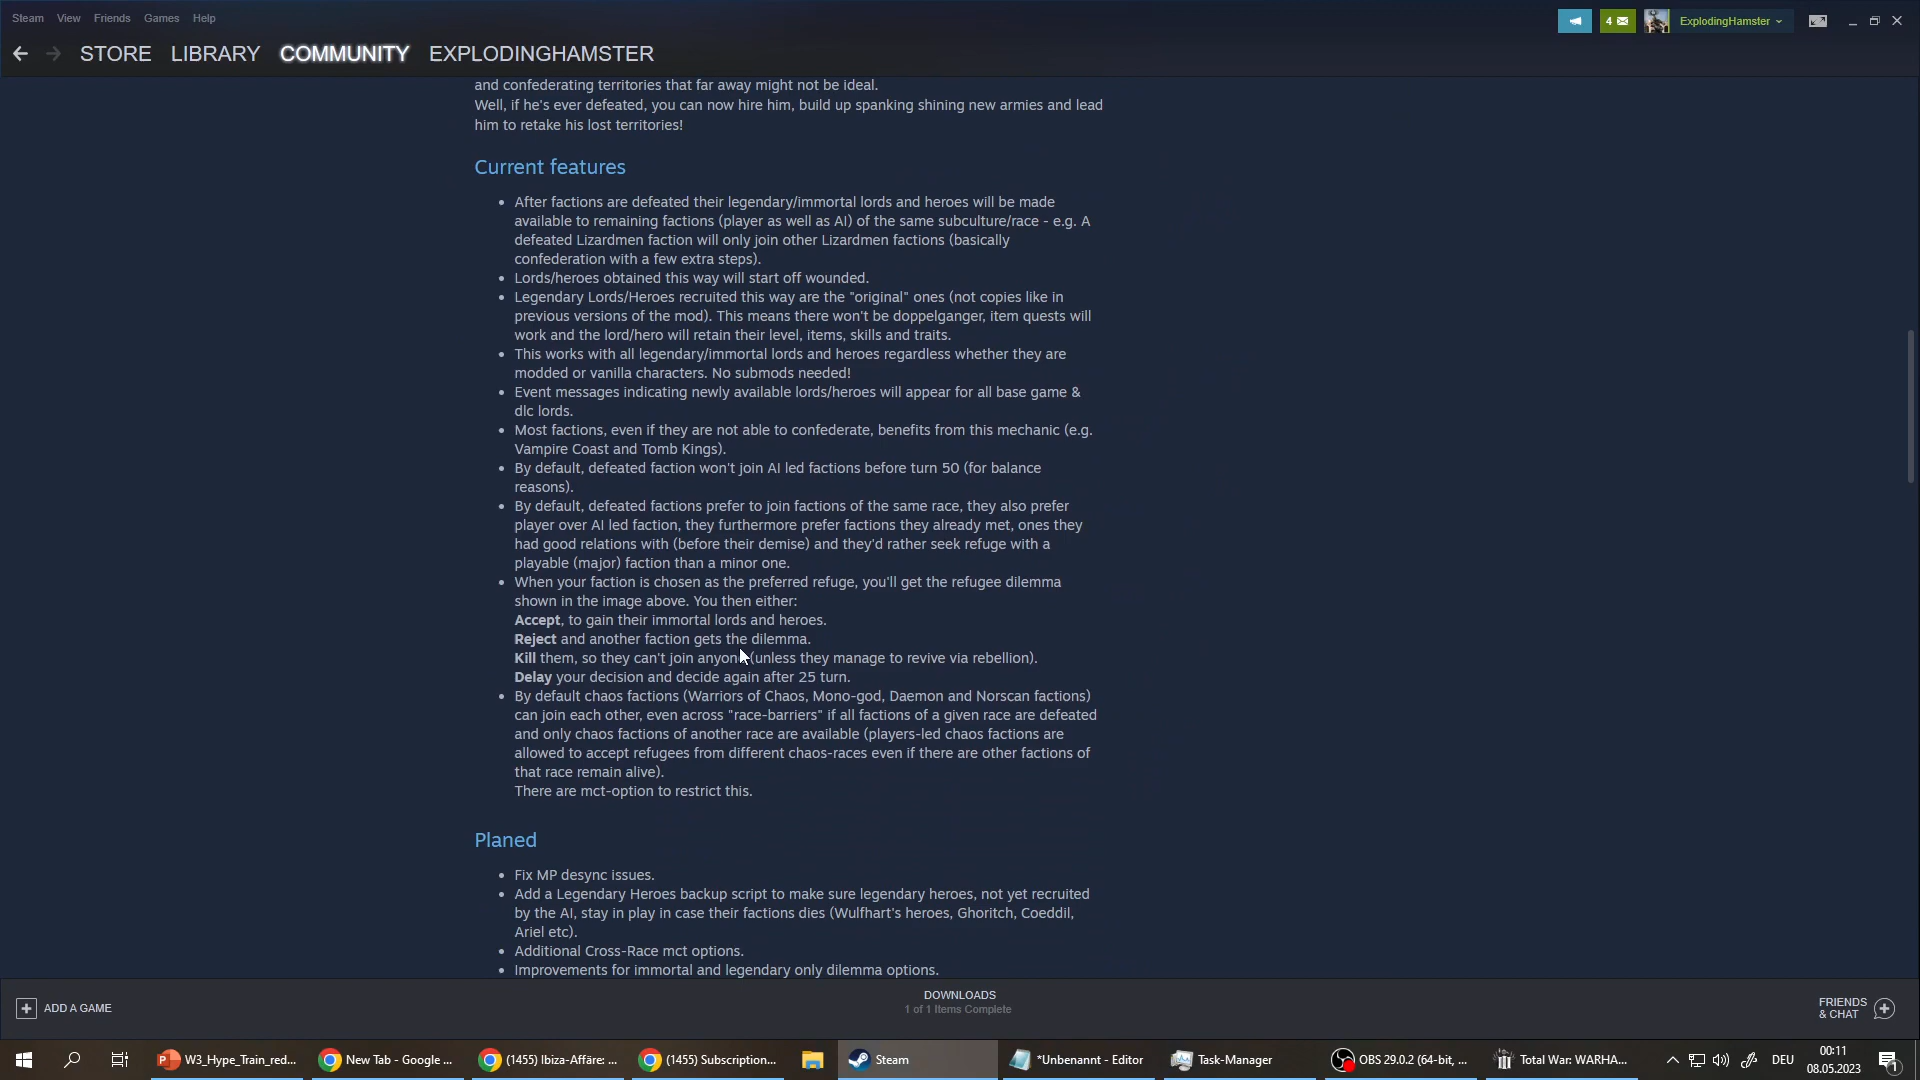 Steam View Friends Games Help
4 ExplodingHamster
STORE LIBRARY COMMUNITY EXPLODINGHAMSTER
and confederating territories that far away might not be ideal.
Well, if he's ever defeated, you can now hire him, build up spanking shining new armies and lead
him to retake his lost territories!
Current features
After factions are defeated their legendary/immortal lords and heroes will be made
available to remaining factions (player as well as AI) of the same subculture/race - e.g. A
defeated Lizardmen faction will only join other Lizardmen factions (basically
confederation with a few extra steps).
Lords/heroes obtained this way will start off wounded.
Legendary Lords/Heroes recruited this way are the "original" ones (not copies like in
previous versions of the mod). This means there won't be doppelganger, item quests will
work and the lord/hero will retain their level, items, skills and traits.
This works with all legendary/immortal lords and heroes regardless whether they are
modded or vanilla characters. No submods needed!
Event messages indicating newly available lords/heroes will appear for all base game &
dlc lords.
Most factions, even if they are not able to confederate, benefits from this mechanic (e.g.
Vampire Coast and Tomb Kings).
By default, defeated faction won't join AI led factions before turn 50 (for balance
reasons).
By default, defeated factions prefer to join factions of the same race, they also prefer
player over AI led faction, they furthermore prefer factions they already met, ones they
had good relations with (before their demise) and they'd rather seek refuge with a
playable (major) faction than a minor one.
When your faction is chosen as the preferred refuge, you'll get the refugee dilemma
shown in the image above. You then either:
Accept, to gain their immortal lords and heroes.
Reject and another faction gets the dilemma.
Kill them, so they can't join anyone (unless they manage to revive via rebellion).
Delay your decision and decide again after 25 turn.
By default chaos factions (Warriors of Chaos, Mono-god, Daemon and Norscan factions)
can join each other, even across "race-barriers" if all factions of a given race are defeated
and only chaos factions of another race are available (players-led chaos factions are
allowed to accept refugees from different chaos-races even if there are other factions of
that race remain alive).
There are mct-option to restrict this.
Planed
Fix MP desync issues.
Add a Legendary Heroes backup script to make sure legendary heroes, not yet recruited
by the AI, stay in play in case their factions dies (Wulfhart's heroes, Ghoritch, Coeddil,
Ariel etc).
Additional Cross-Race mct options.
Improvements for immortal and legendary only dilemma options.
ADD A GAME
DOWNLOADS
1 of 1 Items Complete
FRIENDS
& CHAT
W3_Hype_Train_red... New Tab - Google ... (1455) Ibiza-Affäre: ... (1455) Subscription... Steam *Unbenannt - Editor Task-Manager OBS 29.0.2 (64-bit, ... Total War: WARHA... DEU
00:11
08.05.2023
1